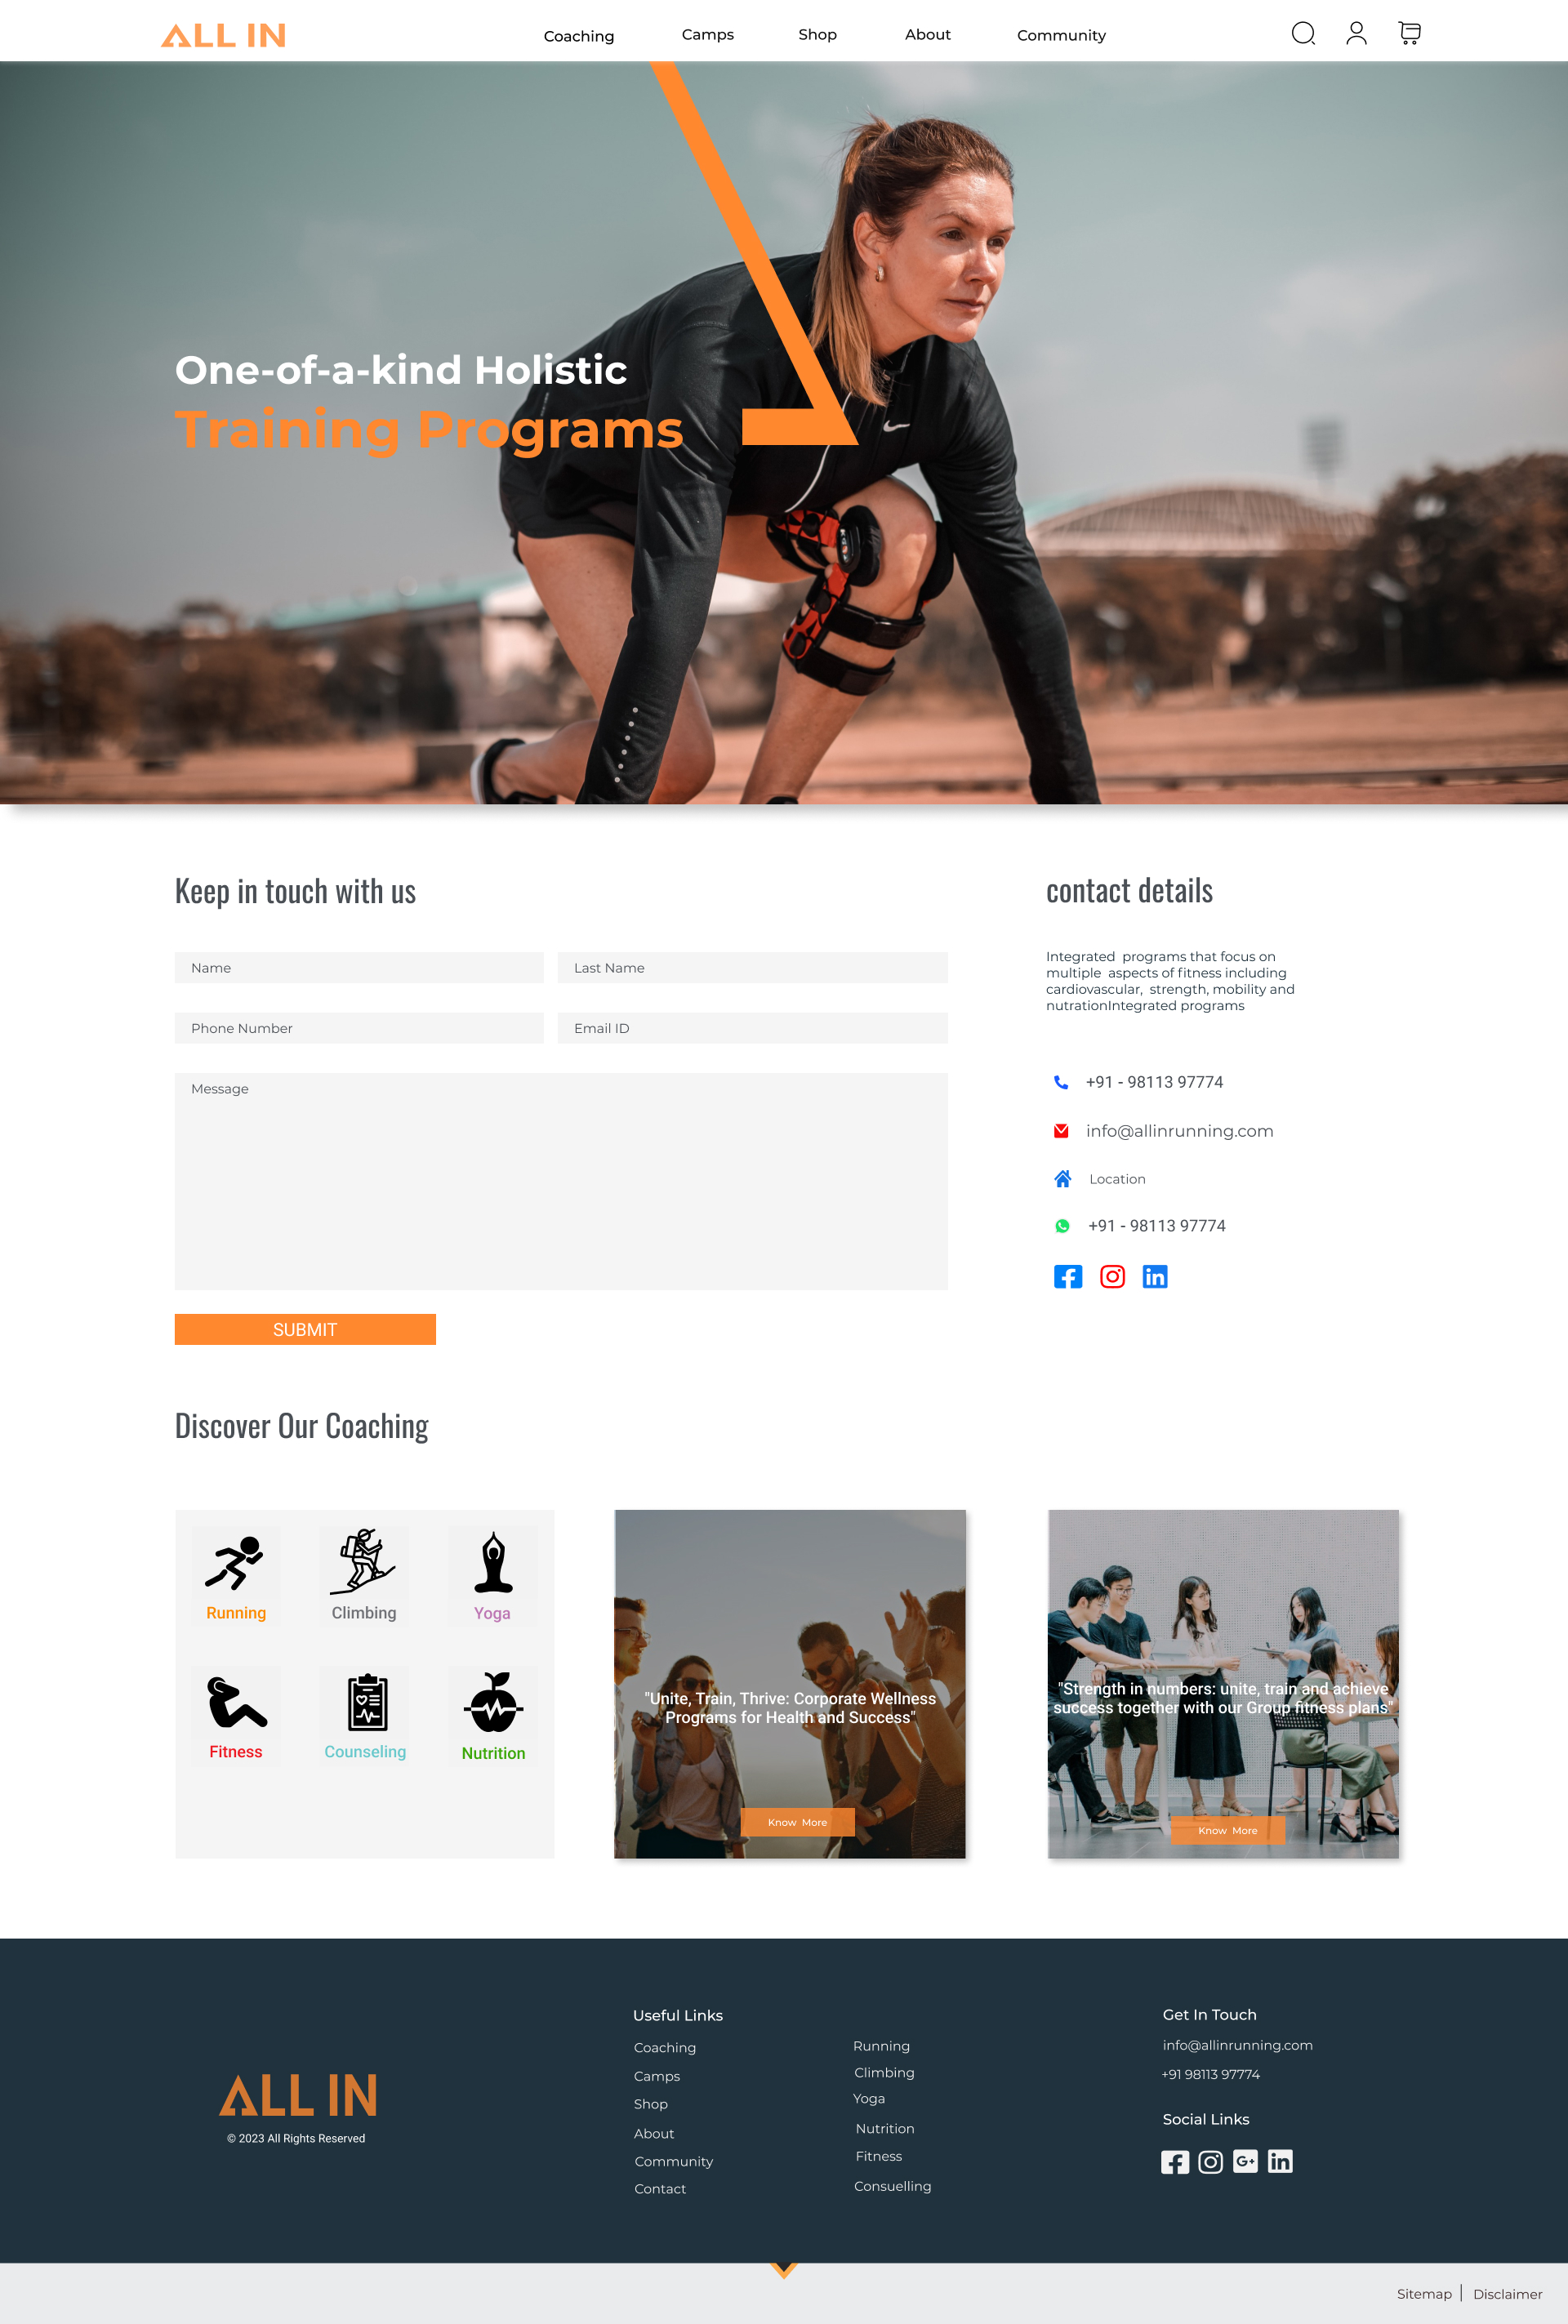 ALL IN
Coaching
Camps
Shop
About
Community
One-of-a-kind Holistic
Training Programs
Keep in touch with us
Name
Last Name
Phone Number
Email ID
Message
SUBMIT
contact details
Integrated programs that focus on
multiple aspects of fitness including
cardiovascular, strength, mobility and
nutrationIntegrated programs
+91 - 98113 97774
info@allinrunning.com
Location
+91 - 98113 97774
Discover Our Coaching
Running
Climbing
Yoga
Fitness
Counseling
Nutrition
"Unite, Train, Thrive: Corporate Wellness
Programs for Health and Success"
Know More
"Strength in numbers: unite, train and achieve
success together with our Group fitness plans"
Know More
ALL IN
© 2023 All Rights Reserved
Useful Links
Coaching
Camps
Shop
About
Community
Contact
Running
Climbing
Yoga
Nutrition
Fitness
Consuelling
Get In Touch
info@allinrunning.com
+91 98113 97774
Social Links
Sitemap | Disclaimer